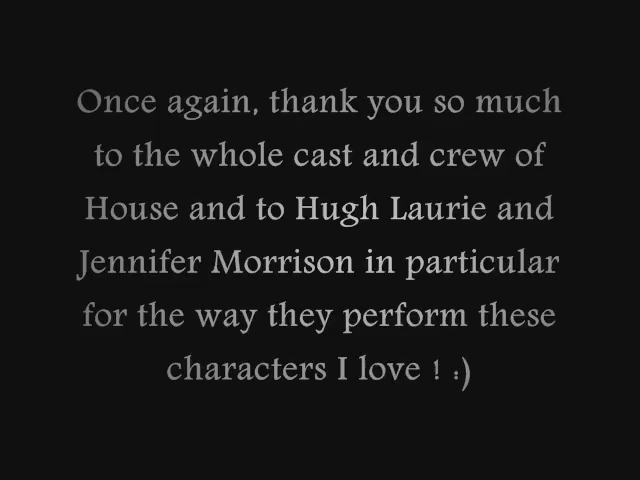 Once again, thank you so much
to the whole cast and crew of
House and to Hugh Laurie and
Jennifer Morrison in particular
for the way they perform these
characters I love ! :)